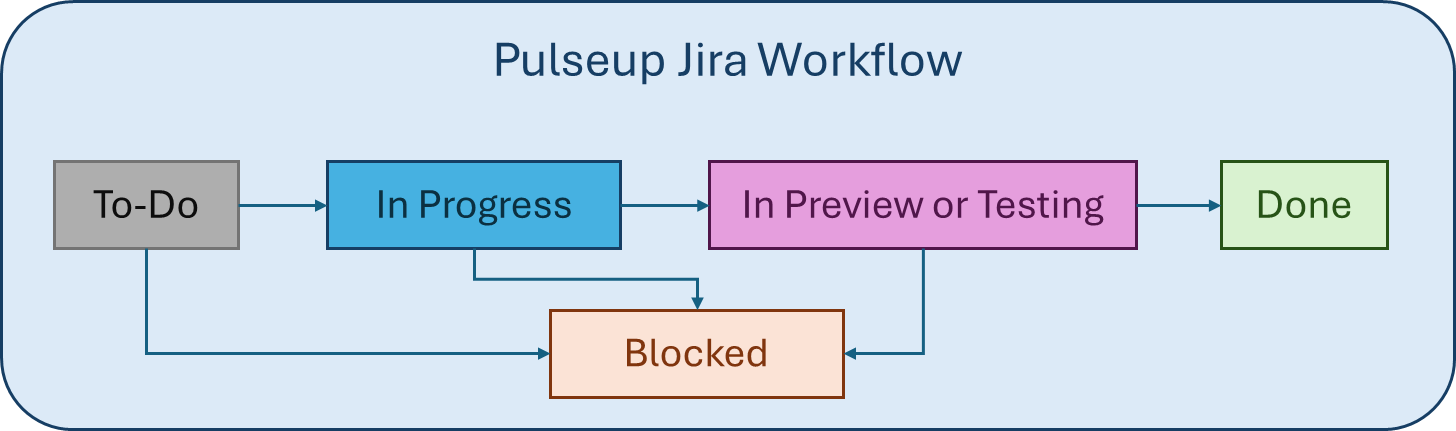 Pulseup Jira Workflow
To-Do
In Progress
In Preview or Testing
Done
Blocked